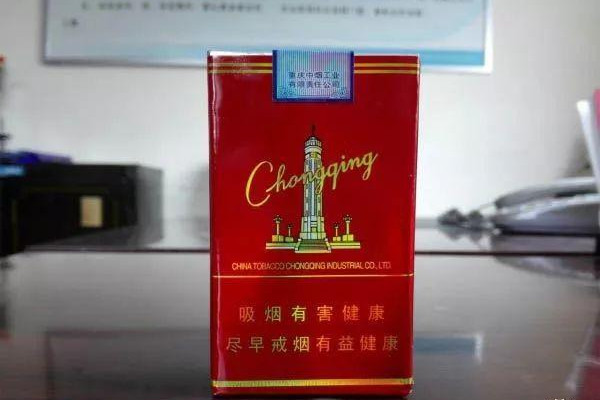 重庆中烟工业
有限责任公司
Chongqing
CHINA TOBACCO CHONGQING INDUSTRIAL CO., LTD.
吸烟有害健康
尽早戒烟有益健康